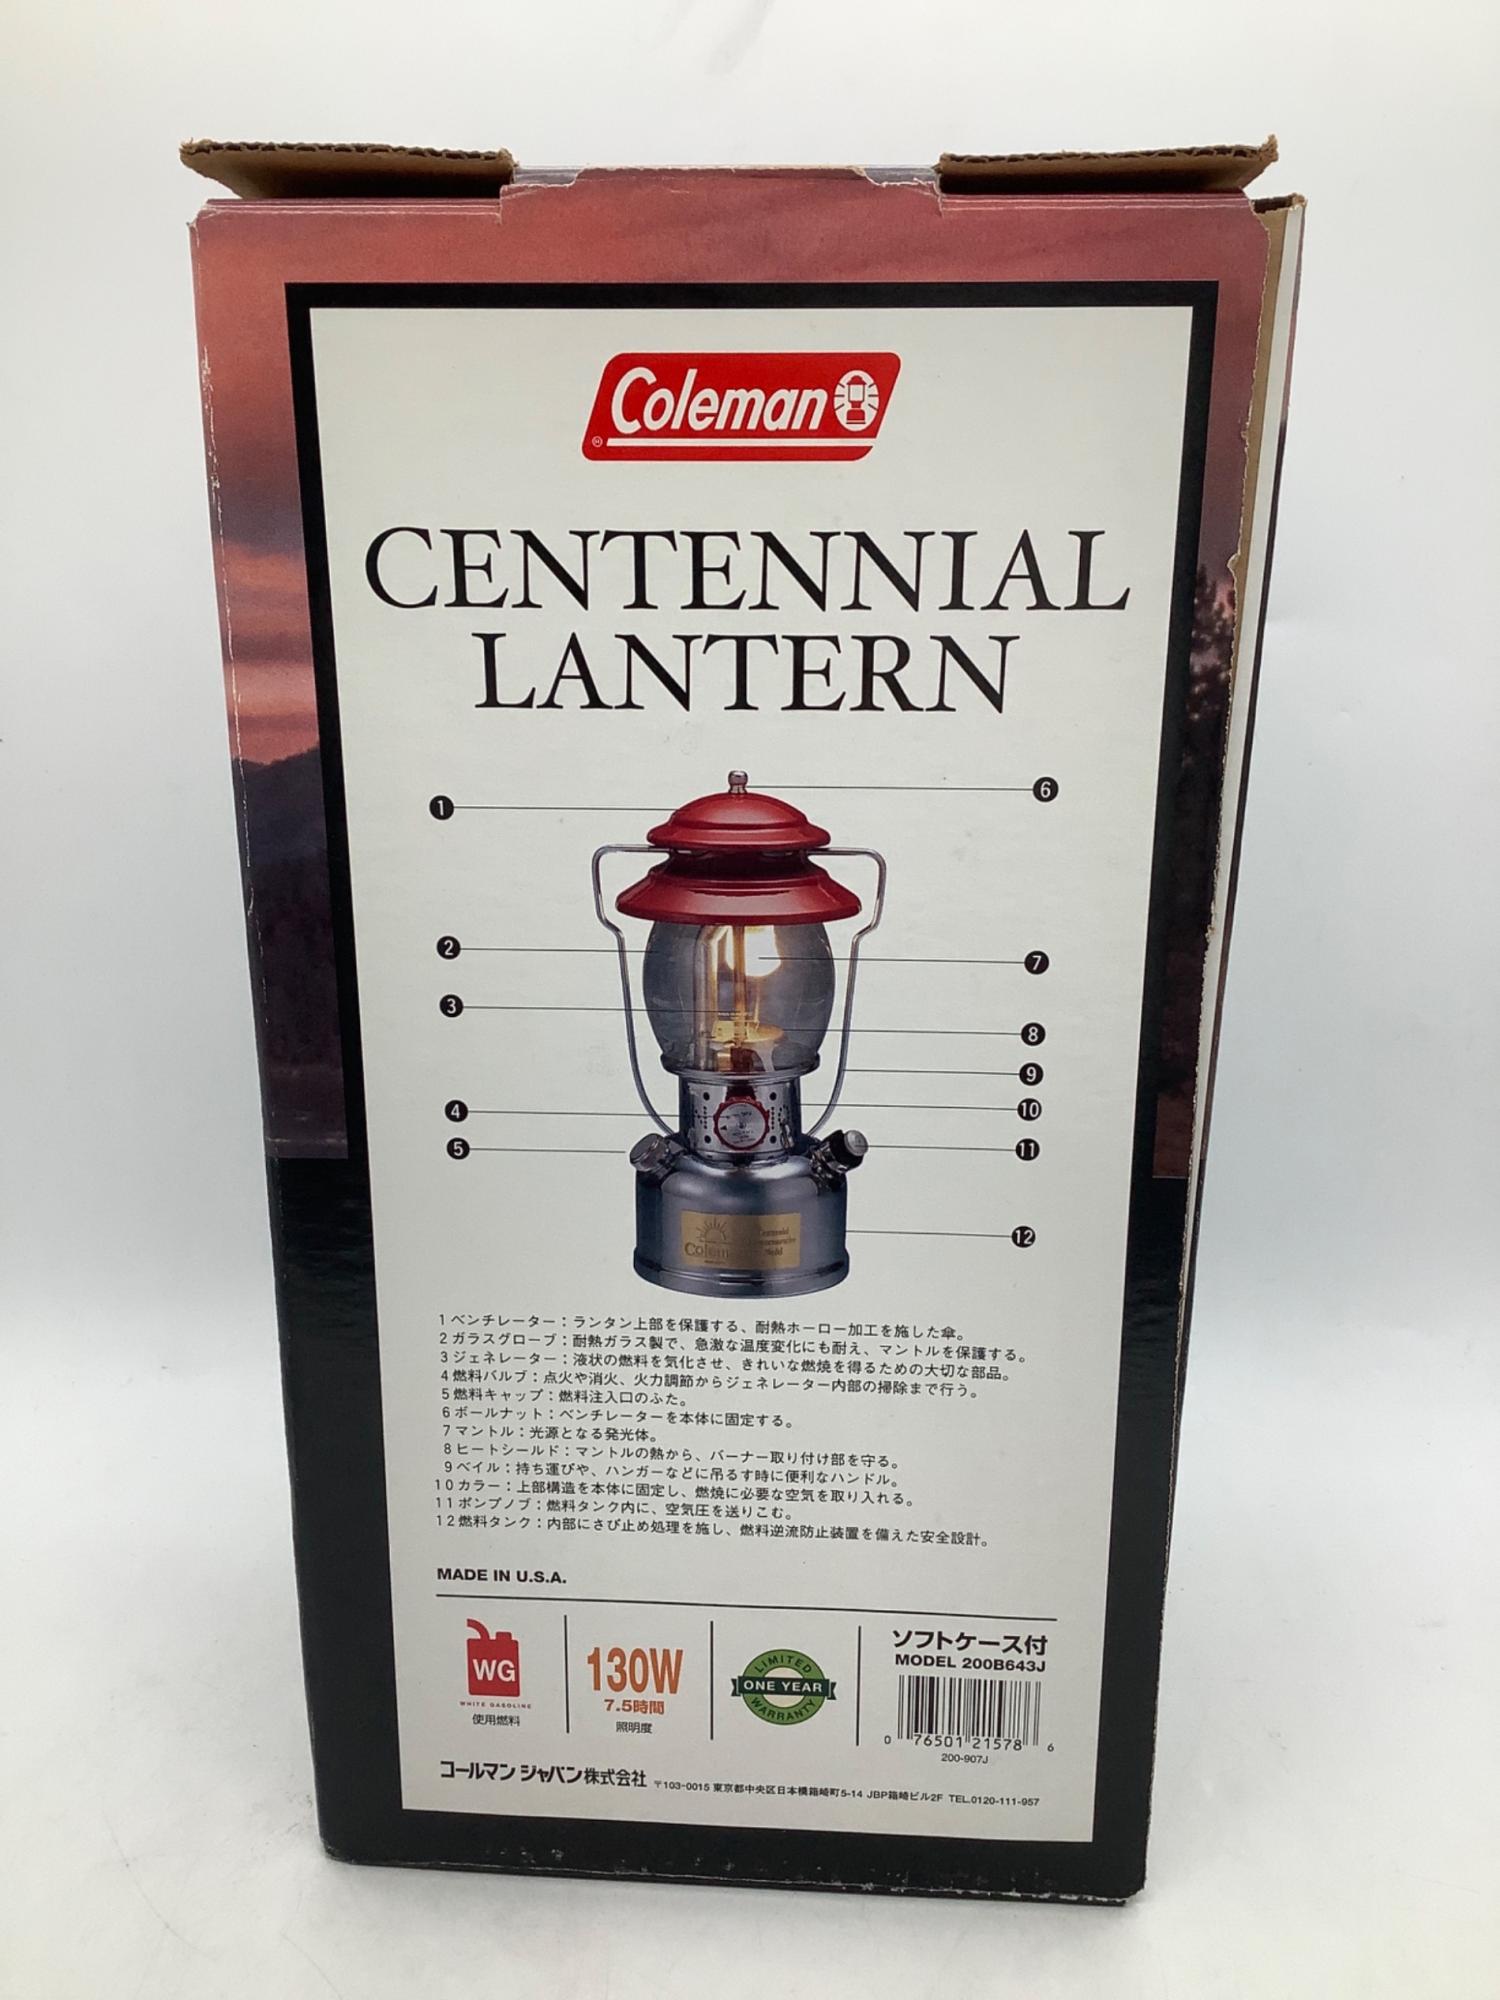 Coleman
CENTENNIAL
LANTERN
1
2
3
4
5
6
7
8
9
10
11
12
1ベンチレーター：ランタン上部を保護する、耐熱ホーロー加工を施した傘。
2ガラスグローブ：耐熱ガラス製で、急激な温度変化にも耐え、マントルを保護する。
3ジェネレーター：液状の燃料を気化させ、きれいな燃焼を得るための大切な部品。
4燃料バルブ：点火や消火、火力調節からジェネレーター内部の掃除まで行う。
5燃料キャップ：燃料注入口のふた。
6ボールナット：ベンチレーターを本体に固定する。
7マントル：光源となる発光体。
8ヒートシールド：マントルの熱から、バーナー取り付け部を守る。
9ベイル：持ち運びや、ハンガーなどに吊るす時に便利なハンドル。
10カラー：上部構造を本体に固定し、燃焼に必要な空気を取り入れる。
11ポンプノブ：燃料タンク内に、空気圧を送りこむ。
12燃料タンク：内部にさび止め処理を施し、燃料逆流防止装置を備えた安全設計。
MADE IN U.S.A.
WG
WHITE GASOLINE
使用燃料
130W
7.5時間
照明度
LIMITED
ONE YEAR
WARRANTY
ソフトケース付
MODEL 200B643J
0 76501 21578 6
200-907J
コールマン ジャパン株式会社 〒103-0015 東京都中央区日本橋箱崎町5-14 JBP箱崎ビル2F TEL.0120-111-957